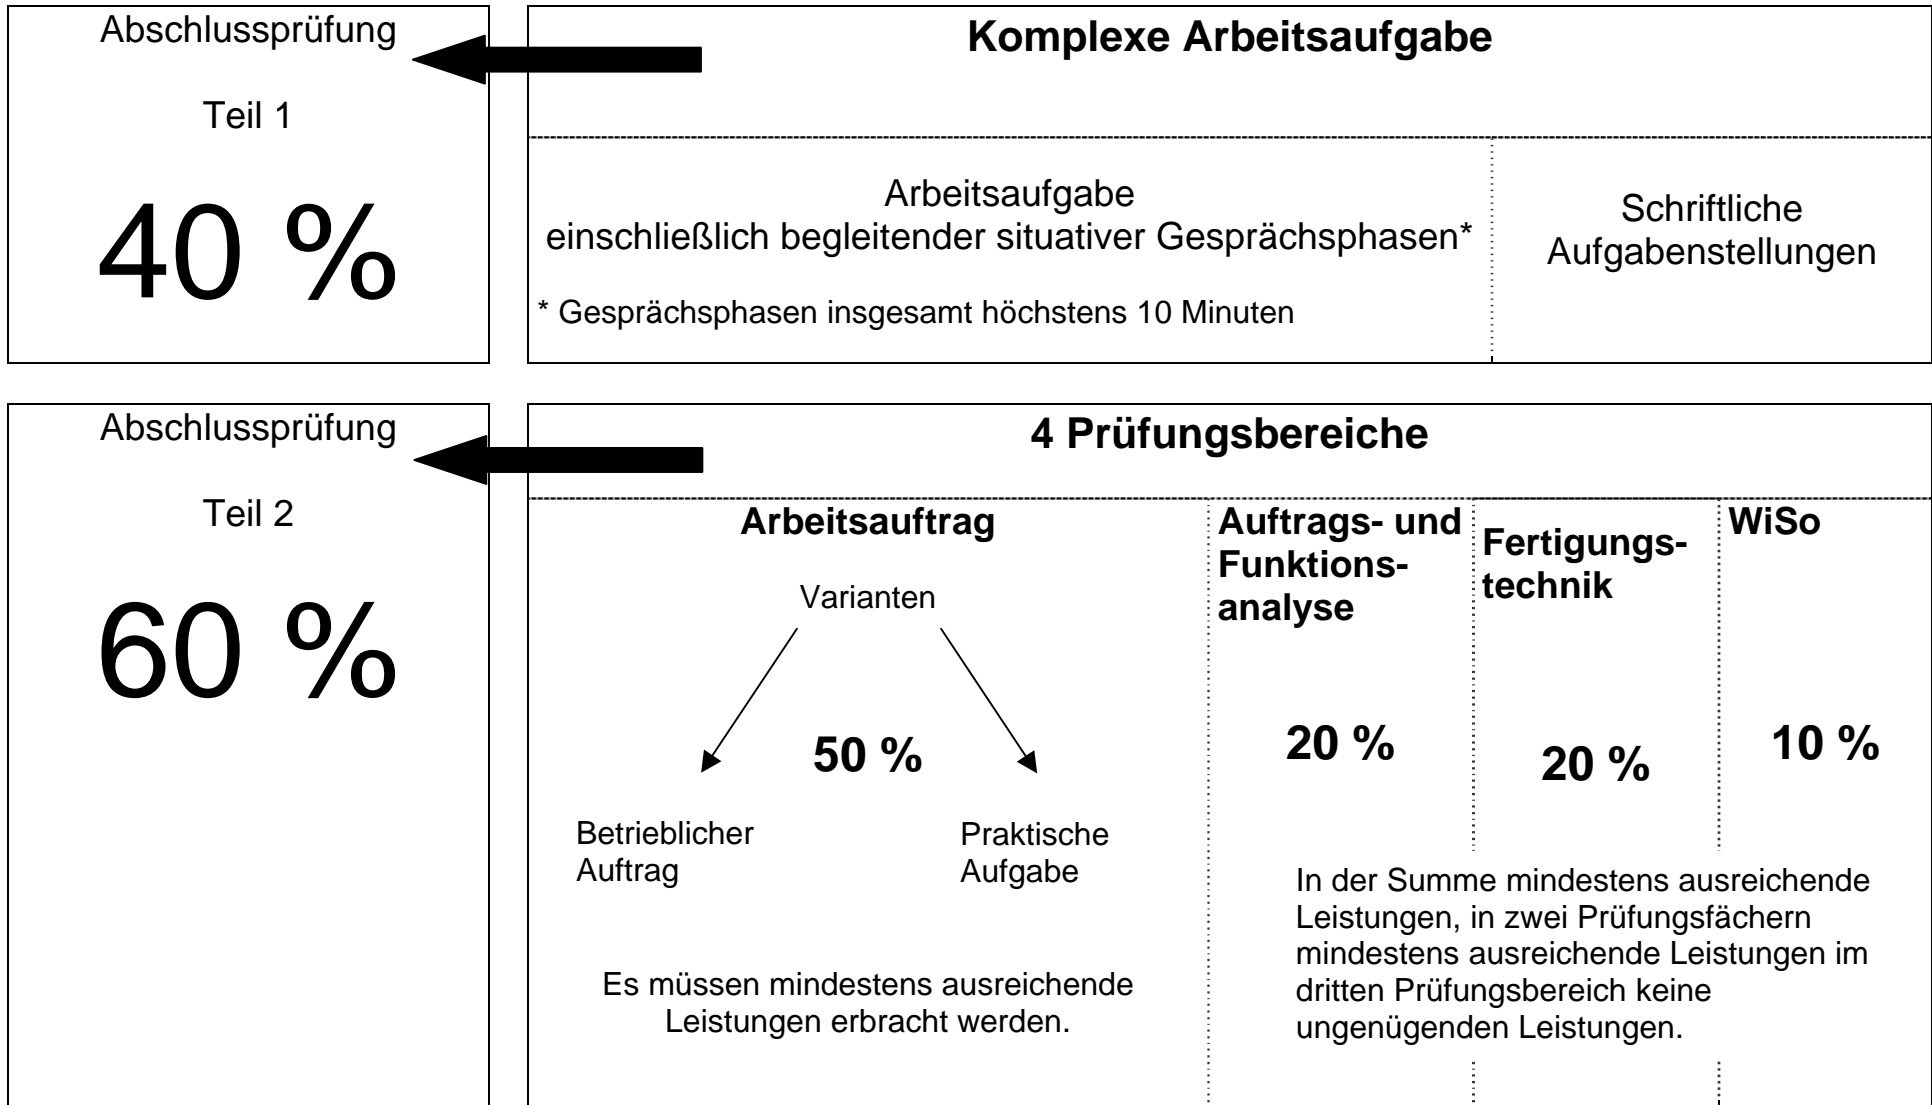 Abschlussprüfung
Teil 1
40 %
Komplexe Arbeitsaufgabe
Arbeitsaufgabe
einschließlich begleitender situativer Gesprächsphasen*
* Gesprächsphasen insgesamt höchstens 10 Minuten
Schriftliche
Aufgabenstellungen
Abschlussprüfung
Teil 2
60 %
4 Prüfungsbereiche
Arbeitsauftrag
Varianten
50 %
Betrieblicher
Auftrag
Praktische
Aufgabe
Es müssen mindestens ausreichende
Leistungen erbracht werden.
Auftrags- und
Funktions-
analyse
20 %
Fertigungs-
technik
20 %
WiSo
10 %
In der Summe mindestens ausreichende
Leistungen, in zwei Prüfungsfächern
mindestens ausreichende Leistungen im
dritten Prüfungsbereich keine
ungenügenden Leistungen.